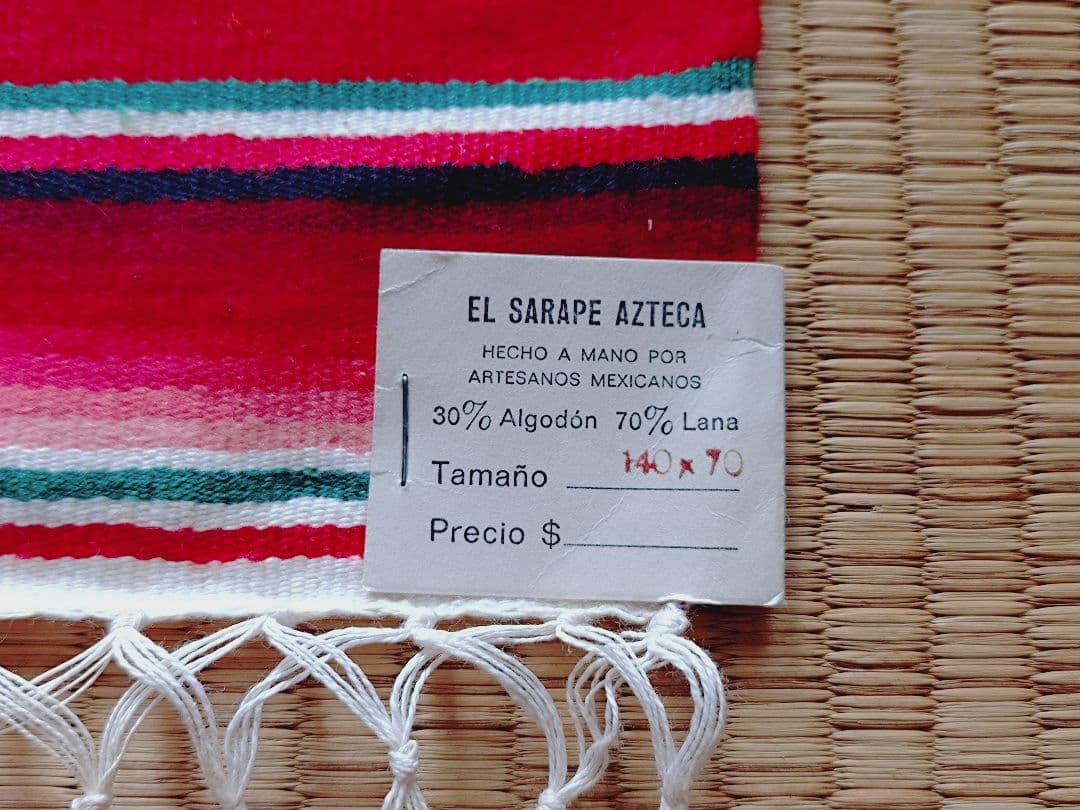 EL SARAPE AZTECA
HECHO A MANO POR
ARTESANOS MEXICANOS
30% Algodón 70% Lana
Tamaño 140 x 70
Precio $